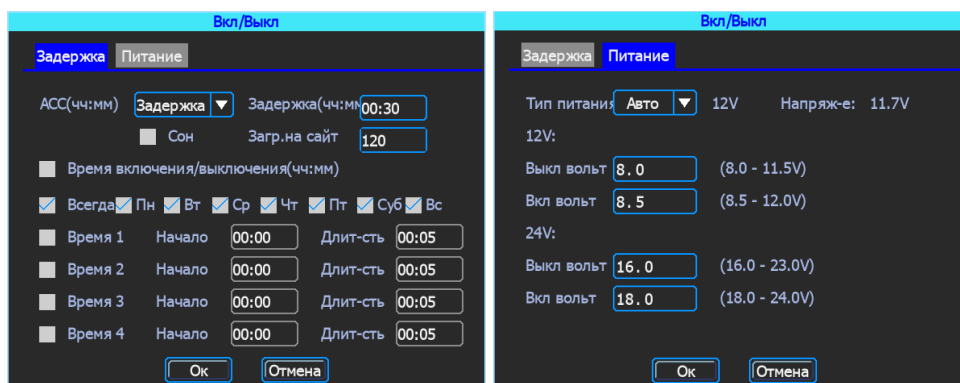 Вкл/Выкл
Задержка Питание
АСС(чч:мм) Задержка Задержка(чч:мм 00:30
Сон Загр.на сайт 120
Время включения/выключения(чч:мм)
Всегда Пн Вт Ср Чт Пт Суб Вс
Время 1 Начало 00:00 Длит-сть 00:05
Время 2 Начало 00:00 Длит-сть 00:05
Время 3 Начало 00:00 Длит-сть 00:05
Время 4 Начало 00:00 Длит-сть 00:05
Ок Отмена
Вкл/Выкл
Задержка Питание
Тип питания Авто 12V Напряж-е: 11.7V
12V:
Выкл вольт 8.0 (8.0 - 11.5V)
Вкл вольт 8.5 (8.5 - 12.0V)
24V:
Выкл вольт 16.0 (16.0 - 23.0V)
Вкл вольт 18.0 (18.0 - 24.0V)
Ок Отмена